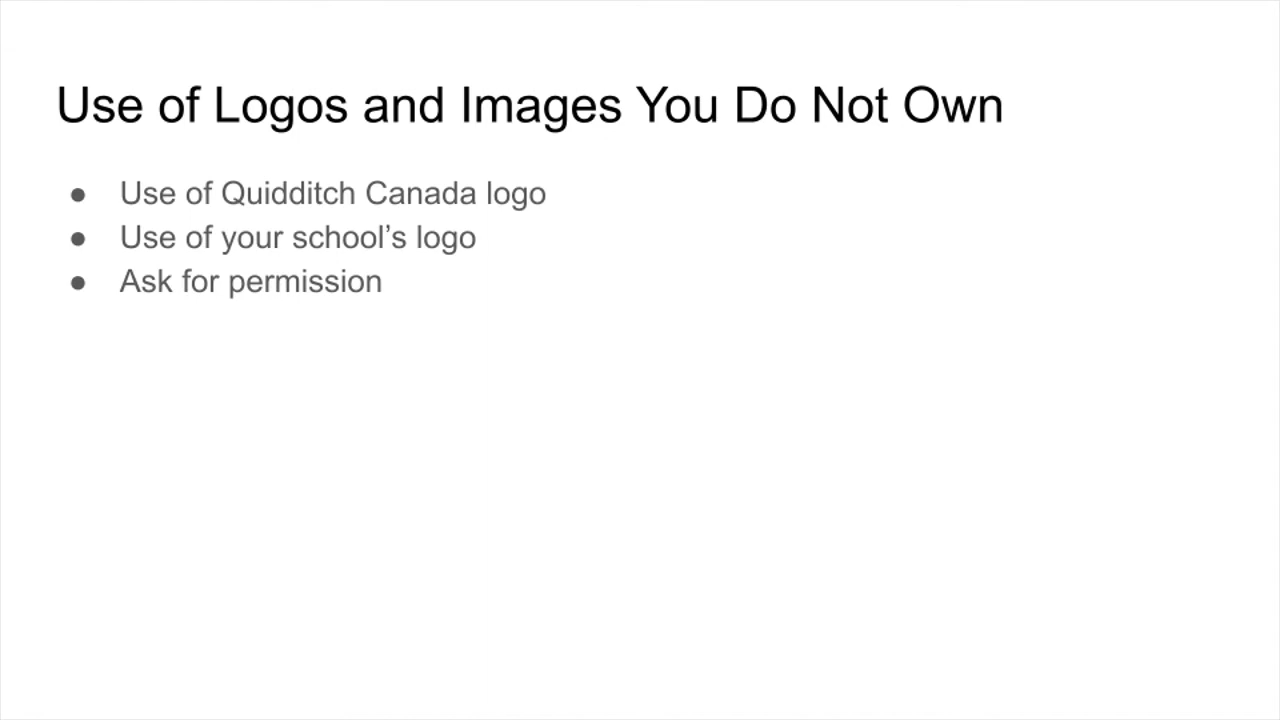 Use of Logos and Images You Do Not Own
● Use of Quidditch Canada logo
● Use of your school’s logo
● Ask for permission